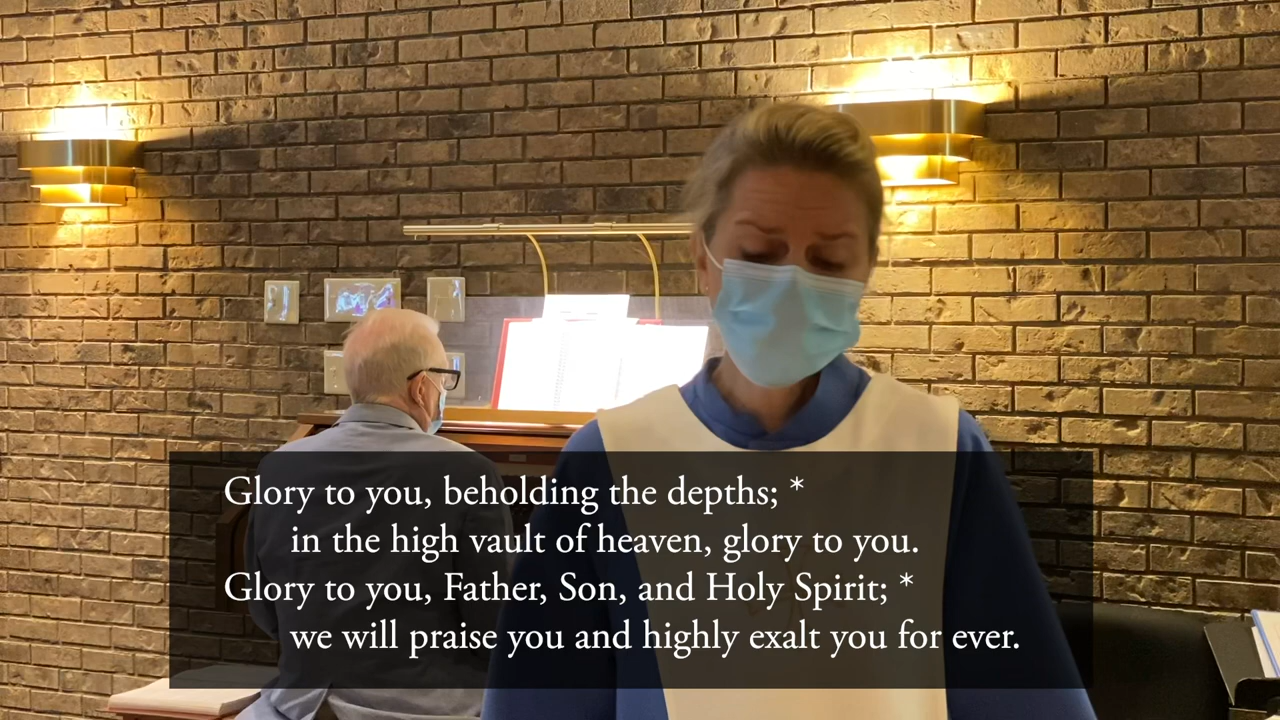 Glory to you, beholding the depths; *
in the high vault of heaven, glory to you.
Glory to you, Father, Son, and Holy Spirit; *
we will praise you and highly exalt you for ever.